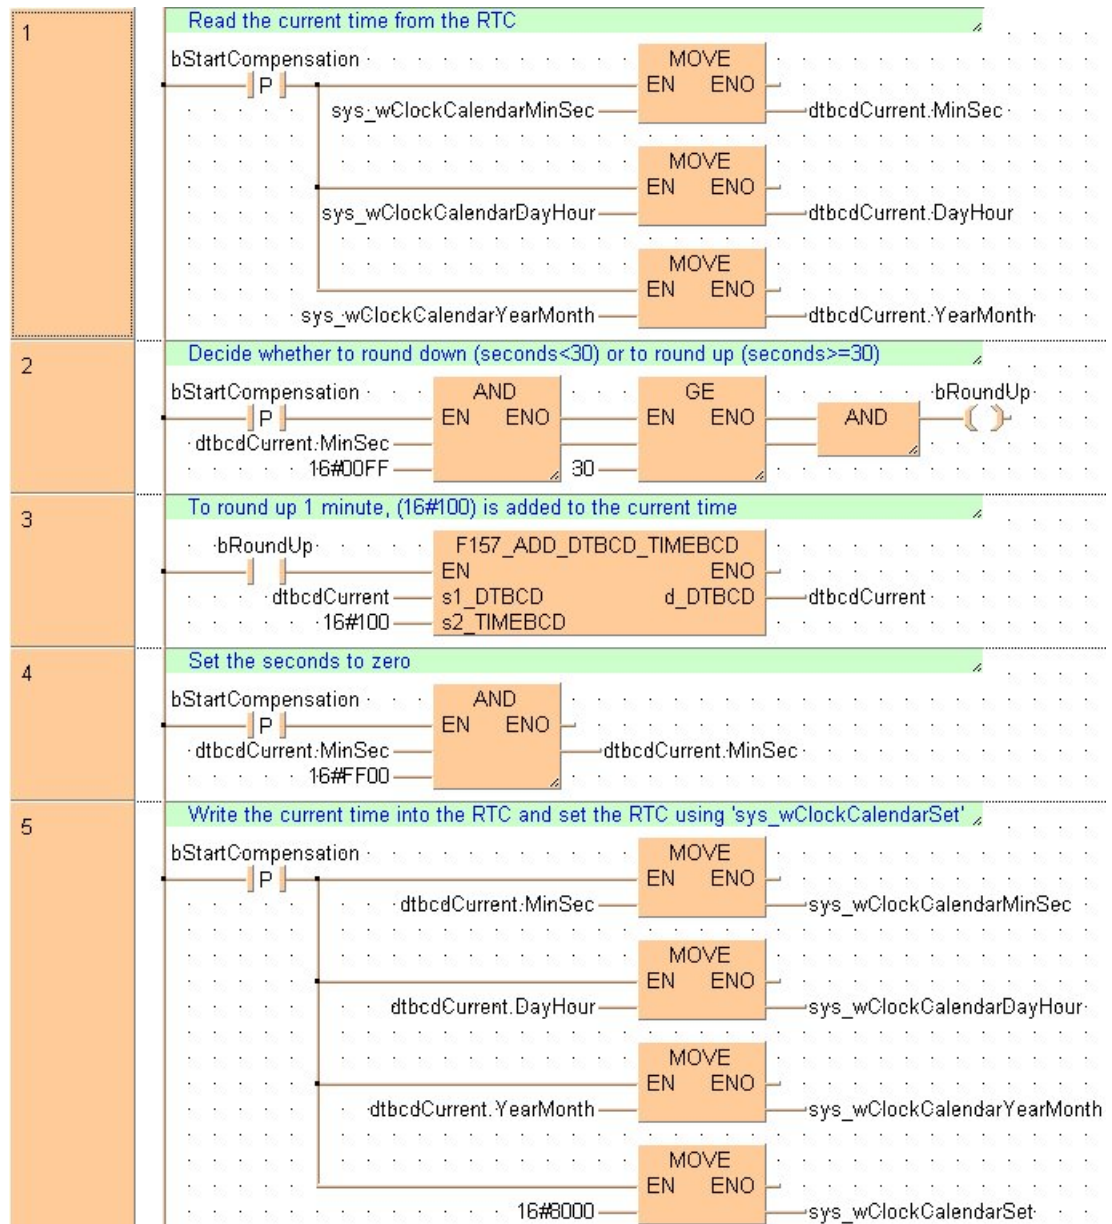 1
Read the current time from the RTC
bStartCompensation
P
MOVE
EN ENO
sys_wClockCalendarMinSec
dtbcdCurrent.MinSec
MOVE
EN ENO
sys_wClockCalendarDayHour
dtbcdCurrent.DayHour
MOVE
EN ENO
sys_wClockCalendarYearMonth
dtbcdCurrent.YearMonth
2
Decide whether to round down (seconds<30) or to round up (seconds>=30)
bStartCompensation
AND
GE
bRoundUp
P
EN ENO
EN ENO
AND
dtbcdCurrent.MinSec
16#00FF
30
3
To round up 1 minute, (16#100) is added to the current time
bRoundUp
F157_ADD_DTBCD_TIMEBCD
EN ENO
dtbcdCurrent
s1_DTBCD d_DTBCD
dtbcdCurrent
16#100
s2_TIMEBCD
4
Set the seconds to zero
bStartCompensation
AND
P
EN ENO
dtbcdCurrent.MinSec
dtbcdCurrent.MinSec
16#FF00
5
Write the current time into the RTC and set the RTC using 'sys_wClockCalendarSet'
bStartCompensation
MOVE
P
EN ENO
dtbcdCurrent.MinSec
sys_wClockCalendarMinSec
MOVE
EN ENO
dtbcdCurrent.DayHour
sys_wClockCalendarDayHour
MOVE
EN ENO
dtbcdCurrent.YearMonth
sys_wClockCalendarYearMonth
MOVE
EN ENO
16#8000
sys_wClockCalendarSet